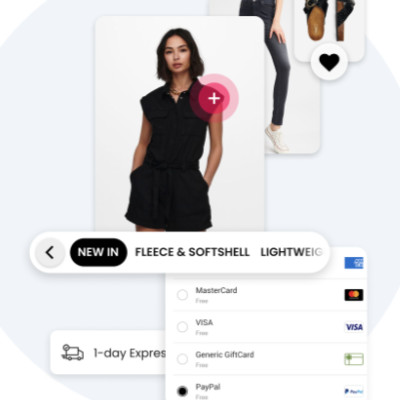 NEW IN FLEECE & SOFTSHELL LIGHTWEIG
MasterCard
Free
VISA
VISA
Free
Generic GiftCard
Free
1-day Expres
PayPal
PayPal
Free